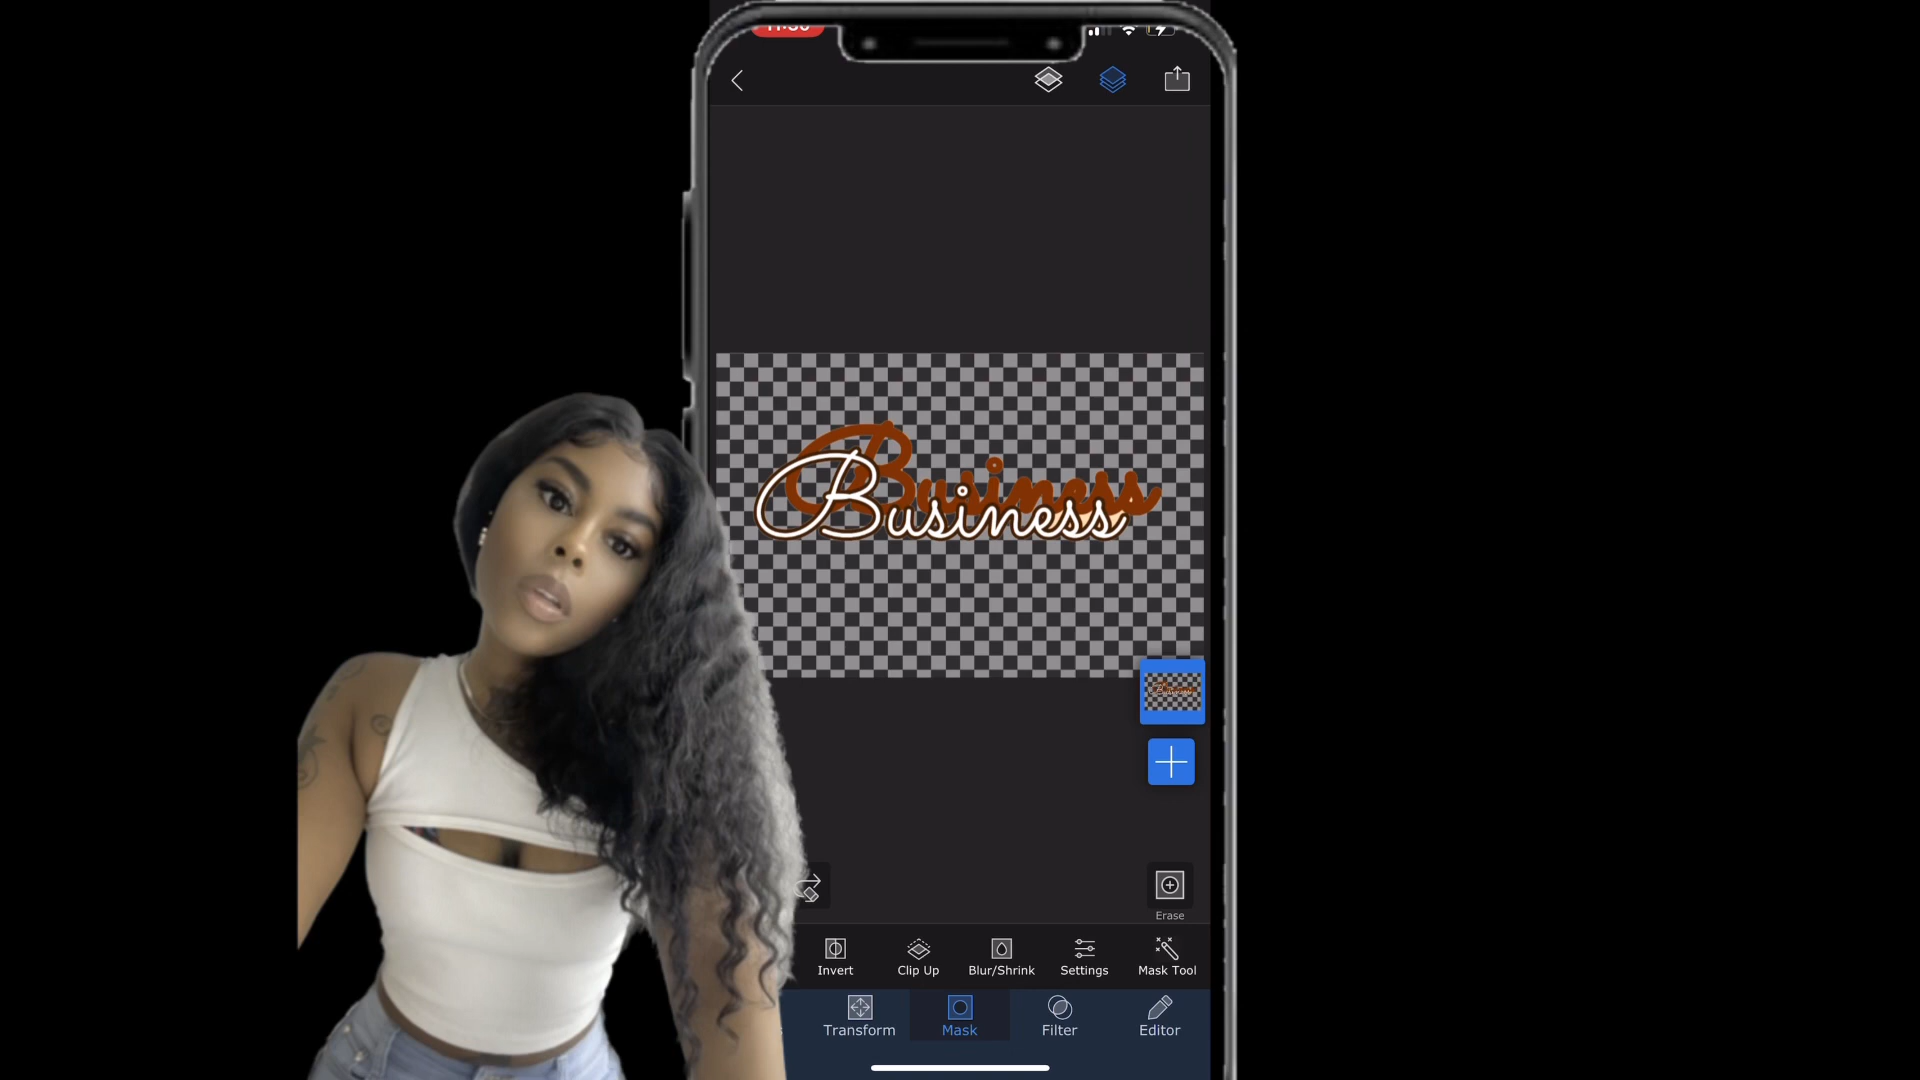 Business
Business
Erase
Invert
Clip Up
Blur/Shrink
Settings
Mask Tool
Transform
Mask
Filter
Editor